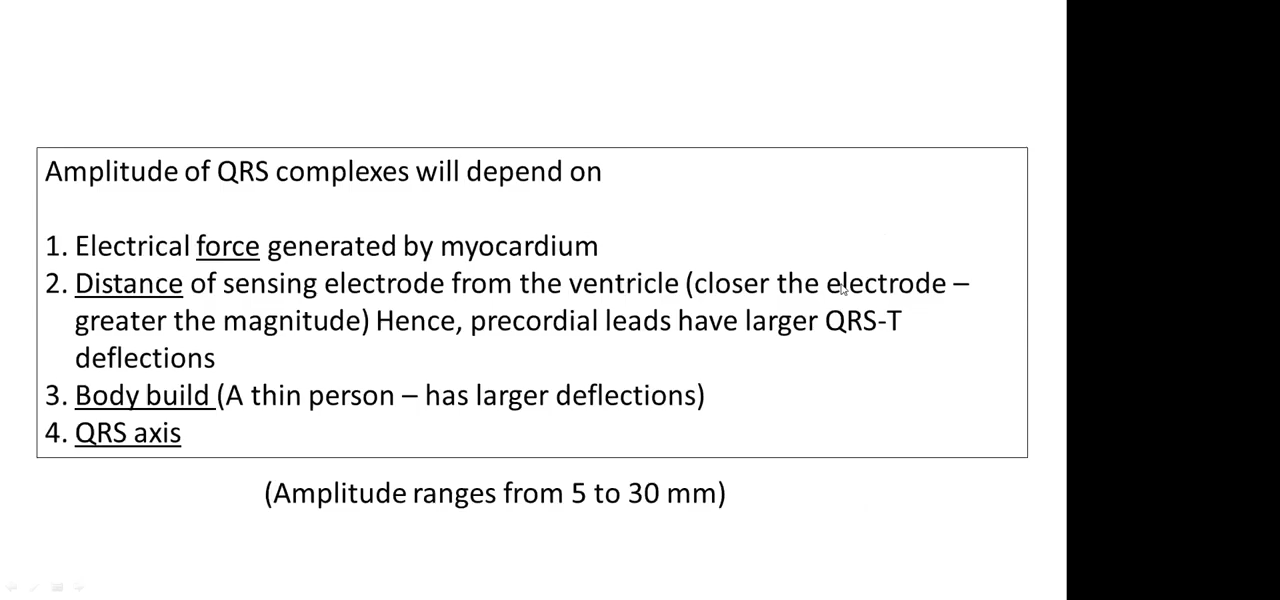 Amplitude of QRS complexes will depend on
1. Electrical force generated by myocardium
2. Distance of sensing electrode from the ventricle (closer the electrode –
greater the magnitude) Hence, precordial leads have larger QRS-T
deflections
3. Body build (A thin person – has larger deflections)
4. QRS axis
(Amplitude ranges from 5 to 30 mm)